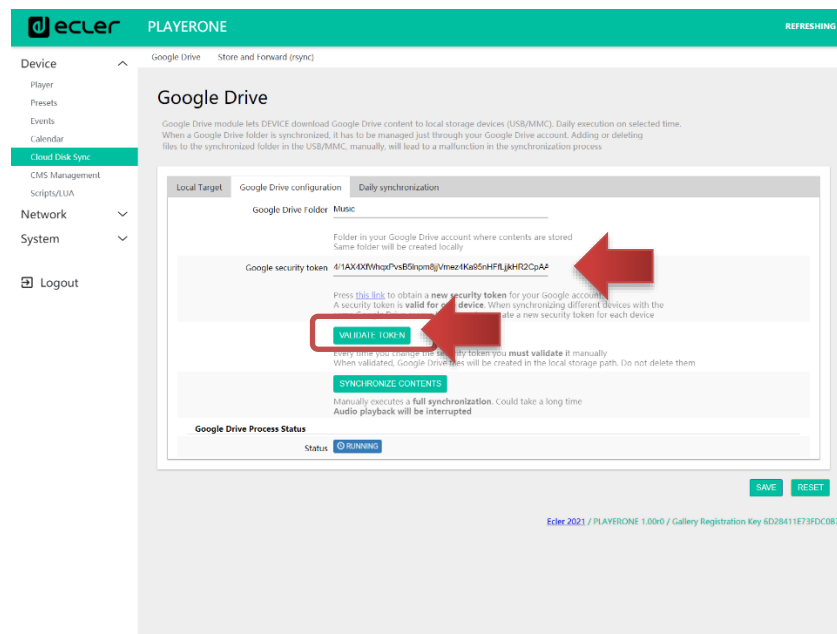 ecler
PLAYERONE
REFRESHING
Device
Player
Presets
Events
Calendar
Cloud Disk Sync
CMS Management
Scripts/LUA
Network
System
Logout
Google Drive Store and Forward (rsync)
Google Drive
Google Drive module lets DEVICE download Google Drive content to local storage devices (USB/MMC). Daily execution on selected time.
When a Google Drive folder is synchronized, it has to be managed just through your Google Drive account. Adding or deleting
files to the synchronized folder in the USB/MMC, manually, will lead to a malfunction in the synchronization process
Local Target Google Drive configuration Daily synchronization
Google Drive Folder Music
Folder in your Google Drive account where contents are stored
Same folder will be created locally
Google security token
Press this link to obtain a new security token for your Google account
A security token is valid for one device. When synchronizing different devices with the
ate a new security token for each device
VALIDATE TOKEN
Every time you change the security token you must validate it manually
When validated, Google Drive files will be created in the local storage path. Do not delete them
SYNCHRONIZE CONTENTS
Manually executes a full synchronization. Could take a long time
Audio playback will be interrupted
Google Drive Process Status
Status RUNNING
SAVE RESET
Ecler 2021 / PLAYERONE 1.00r0 / Gallery Registration Key